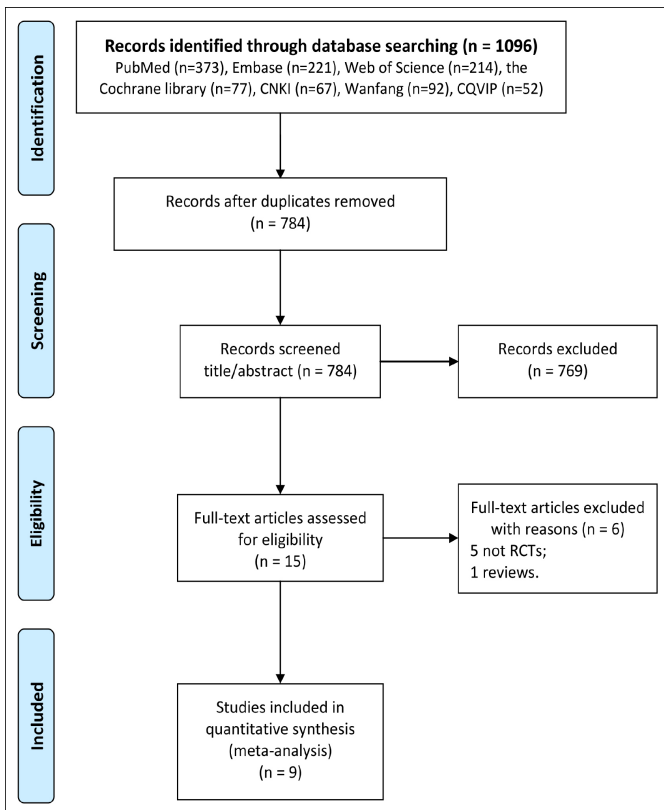 Identification
Records identified through database searching (n = 1096)
PubMed (n=373), Embase (n=221), Web of Science (n=214), the
Cochrane library (n=77), CNKI (n=67), Wanfang (n=92), CQVIP (n=52)
Records after duplicates removed
(n = 784)
Screening
Records screened
title/abstract (n = 784)
Records excluded
(n = 769)
Eligibility
Full-text articles assessed
for eligibility
(n = 15)
Full-text articles excluded
with reasons (n = 6)
5 not RCTs;
1 reviews.
Included
Studies included in
quantitative synthesis
(meta-analysis)
(n = 9)